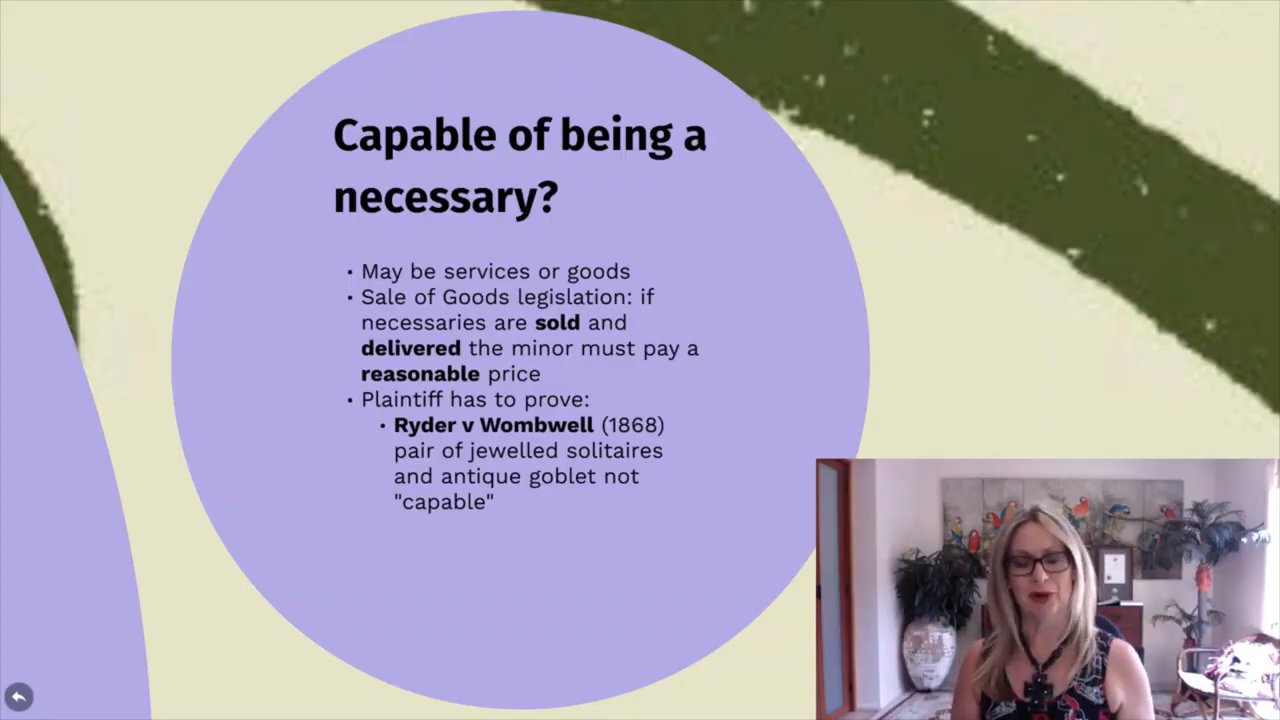 Capable of being a
necessary?
• May be services or goods
• Sale of Goods legislation: if
necessaries are sold and
delivered the minor must pay a
reasonable price
• Plaintiff has to prove:
• Ryder v Wombwell (1868)
pair of jewelled solitaires
and antique goblet not
"capable"